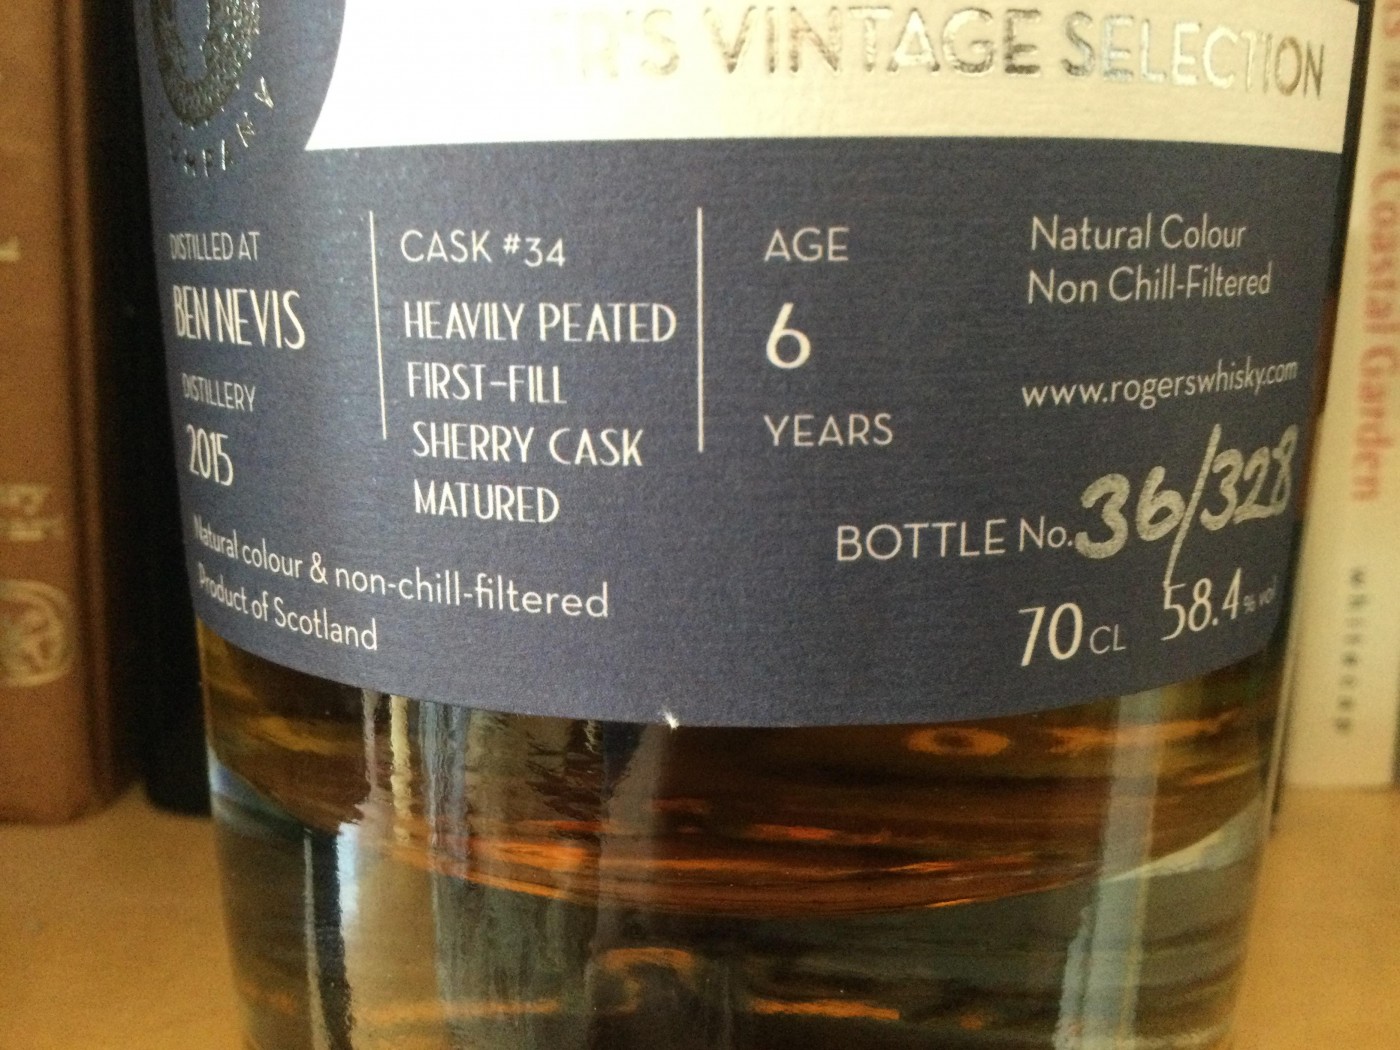 VINTAGE SELECTION
DISTILLED AT
BEN NEVIS
DISTILLERY
2015
CASK #34
HEAVILY PEATED
FIRST-FILL
SHERRY CASK
MATURED
AGE
6
YEARS
Natural Colour
Non Chill-Filtered
www.rogerswhisky.com
BOTTLE No. 36/328
70 CL 58.4 % vol
Natural colour & non-chill-filtered
Product of Scotland
Coastal Garden